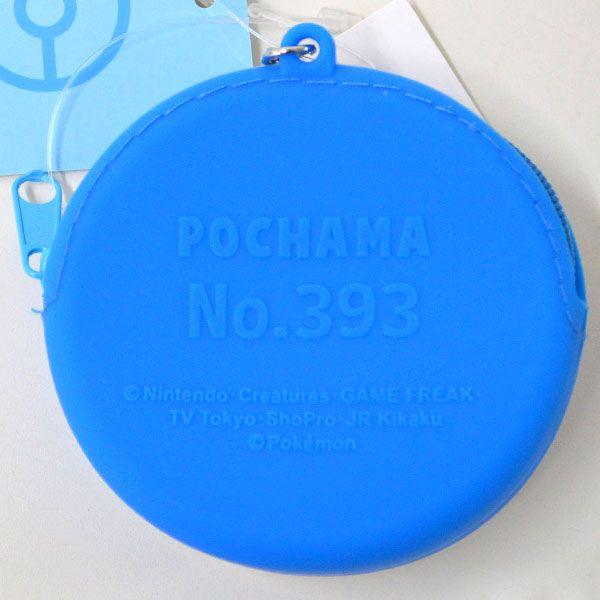 POCHAMA
No.393
©Nintendo·Creatures·GAME FREAK·
TV Tokyo·ShoPro·JR Kikaku
©Pokémon